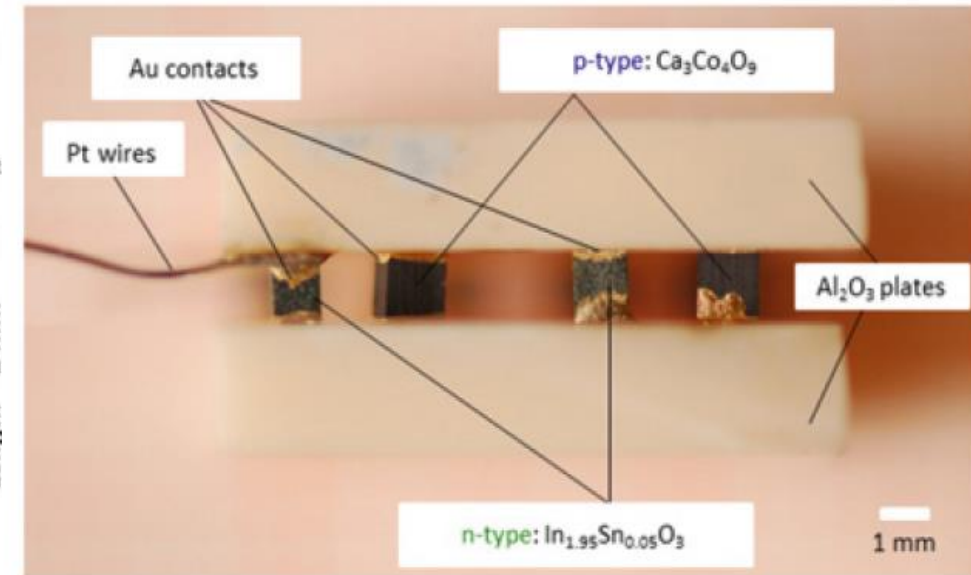 Au contacts
p-type: Ca₃Co₄O₉
Pt wires
Al₂O₃ plates
n-type: In₁.₉₅Sn₀.₀₅O₃
1 mm